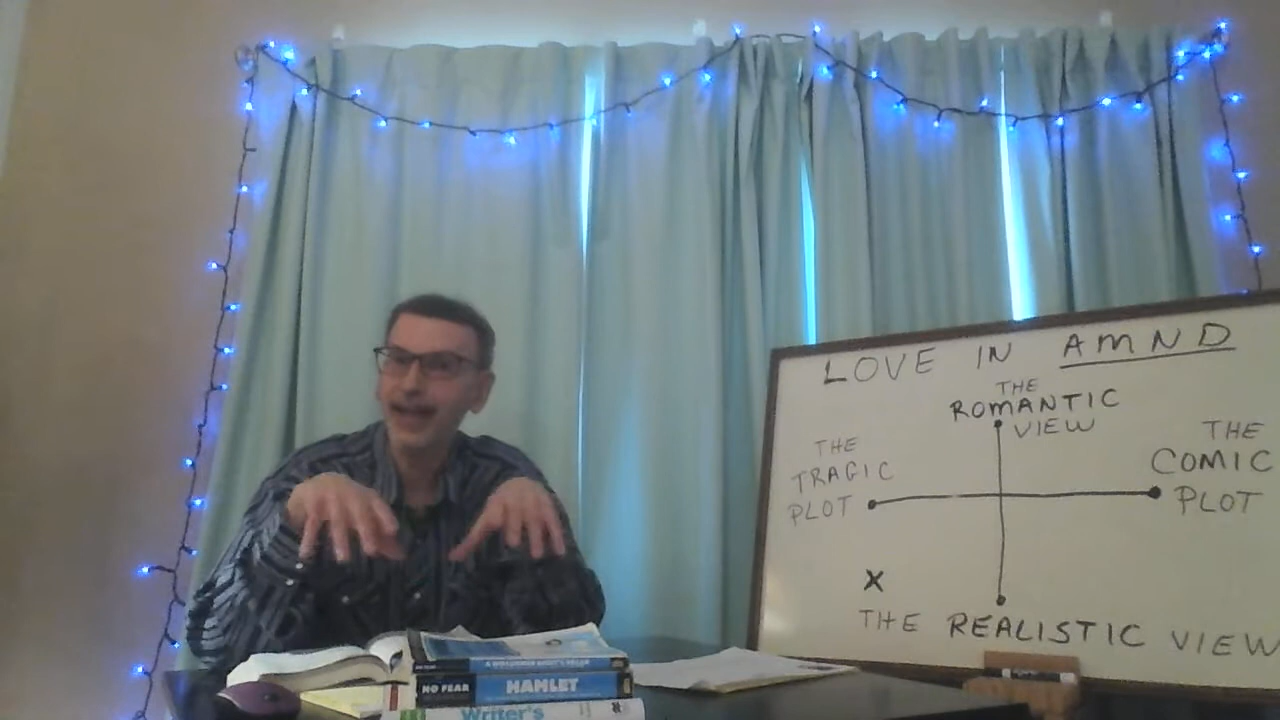 LOVE IN AMND
THE
ROMANTIC
VIEW
THE
TRAGIC
PLOT
THE
COMIC
PLOT
X
THE REALISTIC VIEW
A MIDSUMMER NIGHT'S DREAM
NO FEAR HAMLET
Writer's